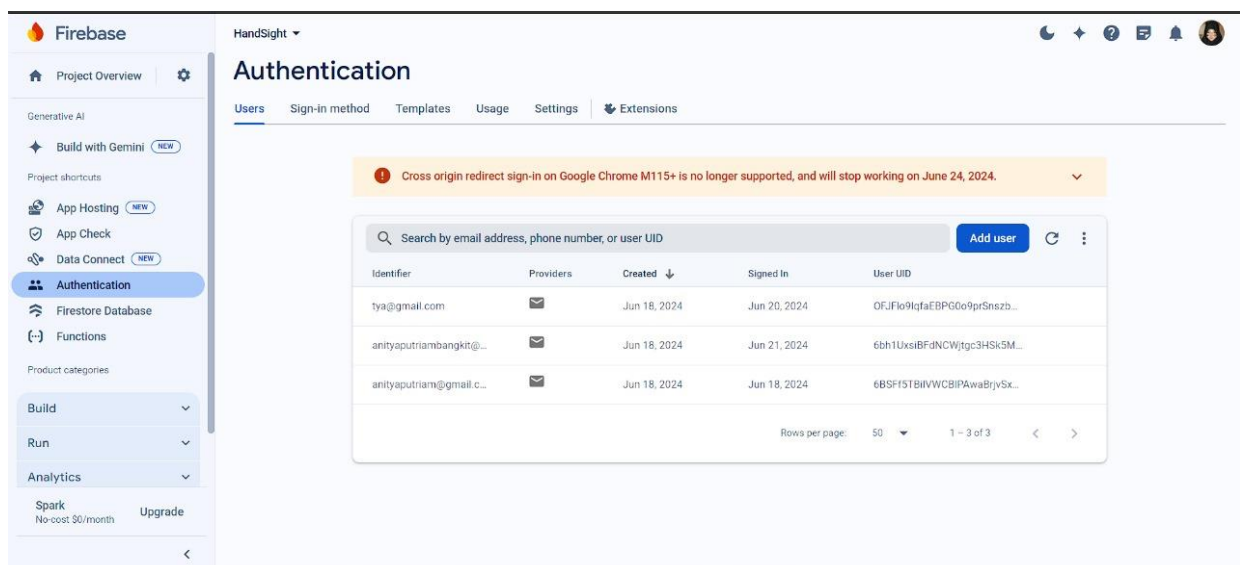 Firebase
HandSight
Project Overview
Authentication
Users Sign-in method Templates Usage Settings Extensions
Generative AI
Build with Gemini NEW
Project shortcuts
App Hosting NEW
App Check
Data Connect NEW
Authentication
Firestore Database
Functions
Product categories
Build
Run
Analytics
Spark
No-cost $0/month
Upgrade
Cross origin redirect sign-in on Google Chrome M115+ is no longer supported, and will stop working on June 24, 2024.
Search by email address, phone number, or user UID
Add user
Identifier Providers Created Signed In User UID
tya@gmail.com Jun 18, 2024 Jun 20, 2024
anityaputriambangkit@... Jun 18, 2024 Jun 21, 2024
anityaputriam@gmail.c... Jun 18, 2024 Jun 18, 2024
Rows per page: 50 1 – 3 of 3